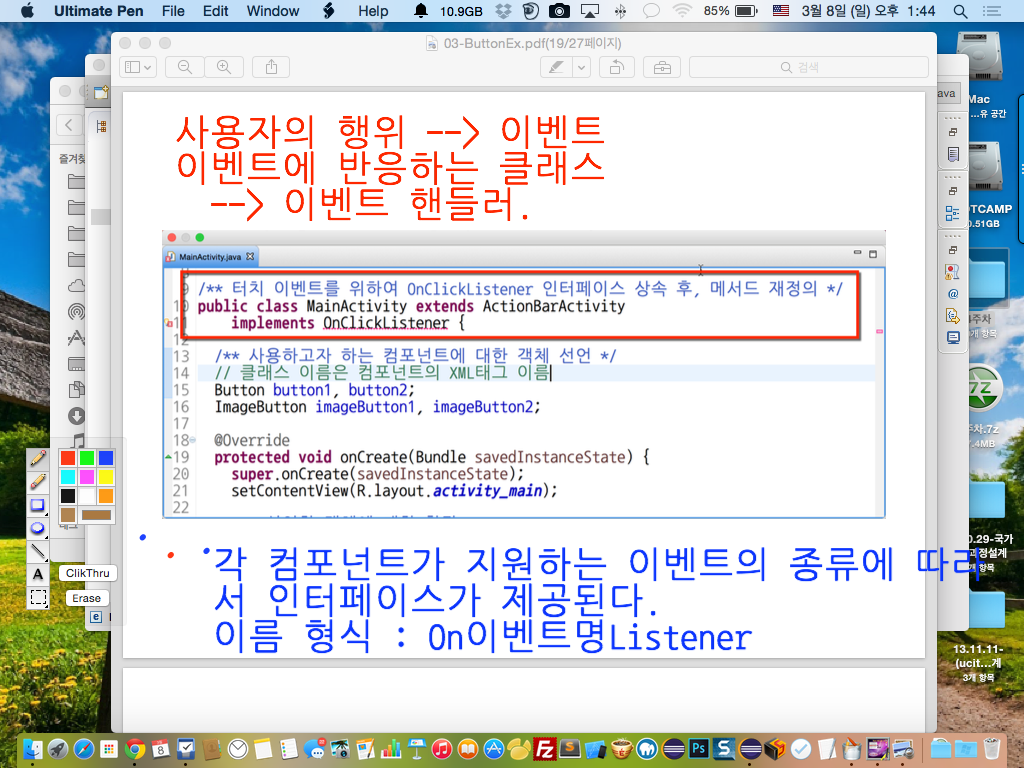 Ultimate Pen File Edit Window Help 10.9GB 85% 3월 8일 (일) 오후 1:44
03-ButtonEx.pdf(19/27페이지)
검색
사용자의 행위 --> 이벤트
이벤트에 반응하는 클래스
--> 이벤트 핸들러.
MainActivity.java
9 /** 터치 이벤트를 위하여 OnClickListener 인터페이스 상속 후, 메서드 재정의 */
10 public class MainActivity extends ActionBarActivity
11 implements OnClickListener {
12
13 /** 사용하고자 하는 컴포넌트에 대한 객체 선언 */
14 // 클래스 이름은 컴포넌트의 XML태그 이름
15 Button button1, button2;
16 ImageButton imageButton1, imageButton2;
17
18 @Override
19 protected void onCreate(Bundle savedInstanceState) {
20 super.onCreate(savedInstanceState);
21 setContentView(R.layout.activity_main);
22
각 컴포넌트가 지원하는 이벤트의 종류에 따라
서 인터페이스가 제공된다.
이름 형식 : On이벤트명Listener
ClikThru
Erase
즐겨찾
ava
Mac
...유 공간
TCAMP
0.51GB
4주차
항목
7z
주차.7z
7.4MB
0.29-국가
과정설계
항목
13.11.11-
(ucit...계
3개 항목